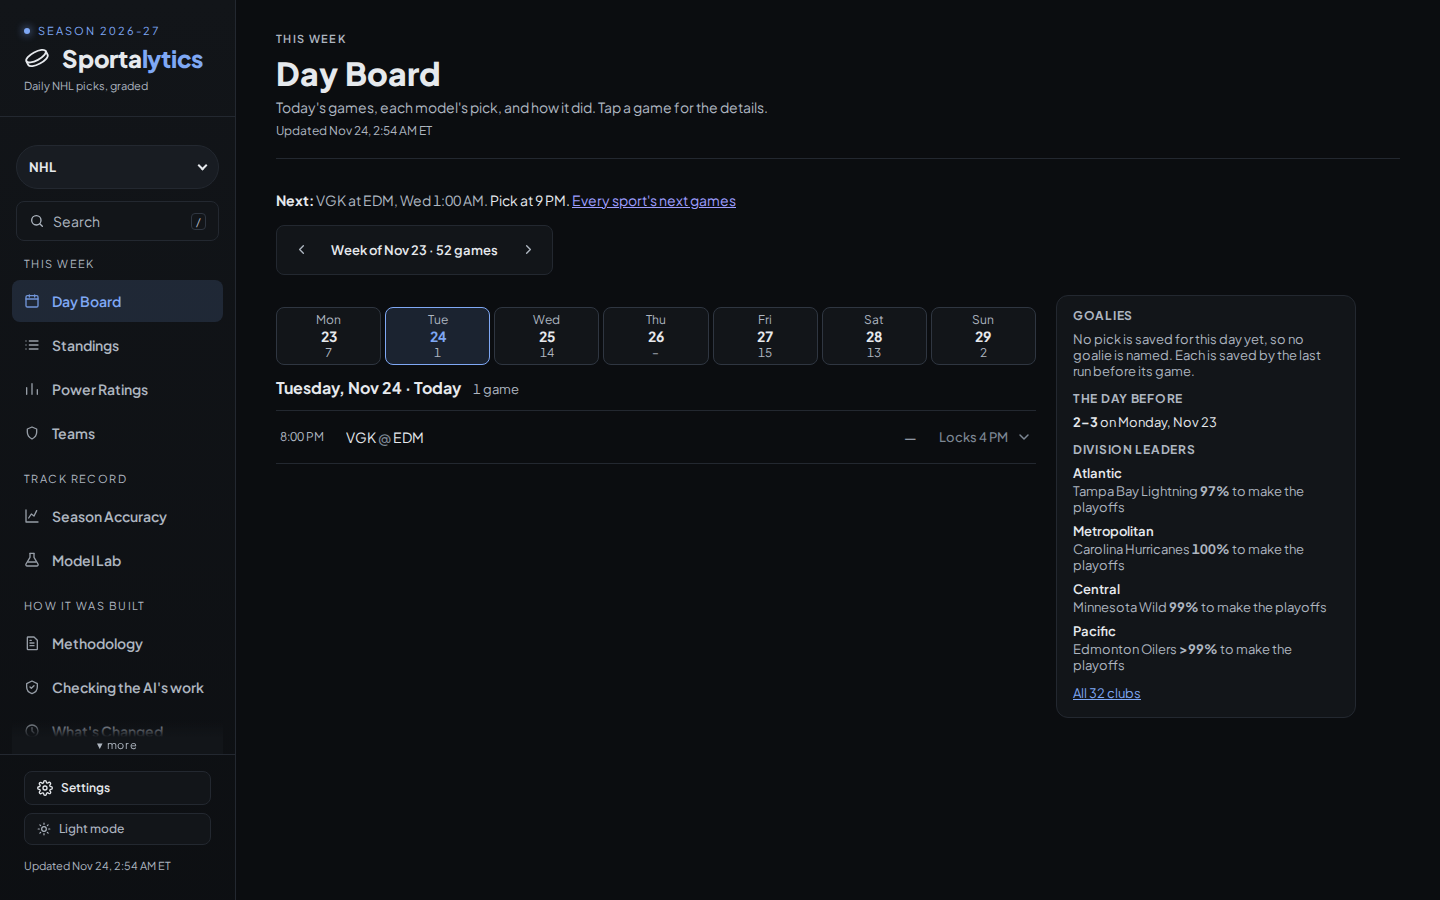 SEASON 2026-27
Sportalytics
Daily NHL picks, graded
NHL
Search /
THIS WEEK
Day Board
Standings
Power Ratings
Teams
TRACK RECORD
Season Accuracy
Model Lab
HOW IT WAS BUILT
Methodology
Checking the AI's work
What's Changed
▾ more
Settings
Light mode
Updated Nov 24, 2:54 AM ET
THIS WEEK
Day Board
Today's games, each model's pick, and how it did. Tap a game for the details.
Updated Nov 24, 2:54 AM ET
Next: VGK at EDM, Wed 1:00 AM. Pick at 9 PM. Every sport's next games
Week of Nov 23 · 52 games
Mon
23
7
Tue
24
1
Wed
25
14
Thu
26
–
Fri
27
15
Sat
28
13
Sun
29
2
Tuesday, Nov 24 · Today 1 game
8:00 PM VGK @ EDM — Locks 4 PM
GOALIES
No pick is saved for this day yet, so no
goalie is named. Each is saved by the last
run before its game.
THE DAY BEFORE
2–3 on Monday, Nov 23
DIVISION LEADERS
Atlantic
Tampa Bay Lightning 97% to make the
playoffs
Metropolitan
Carolina Hurricanes 100% to make the
playoffs
Central
Minnesota Wild 99% to make the playoffs
Pacific
Edmonton Oilers >99% to make the
playoffs
All 32 clubs